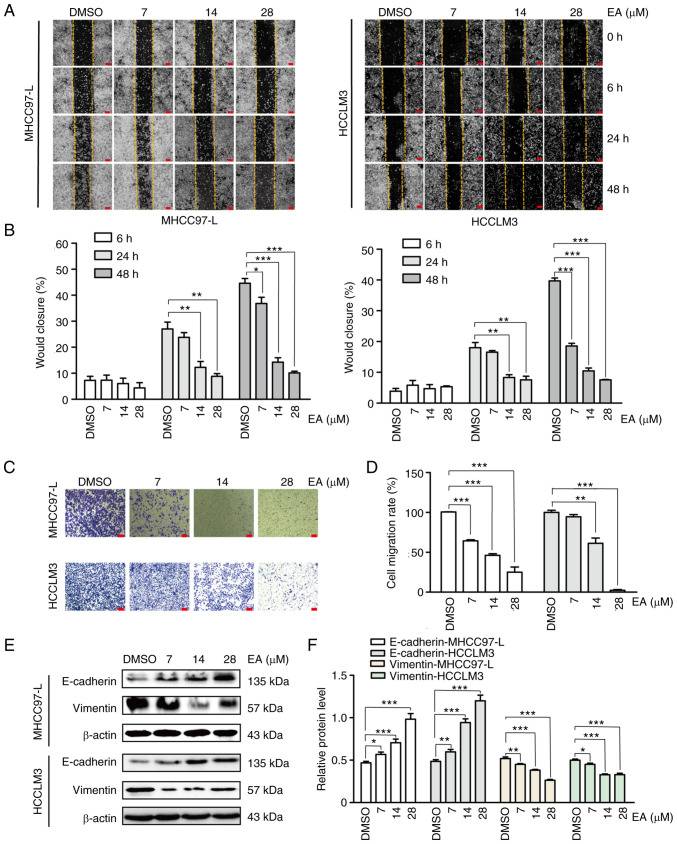 A
DMSO 7 14 28 DMSO 7 14 28 EA (μM)
MHCC97-L
HCCLM3
0 h
6 h
24 h
48 h
B
MHCC97-L
Would closure (%)
60
50
40
30
20
10
0
6 h
24 h
48 h
** **
* *** ***
DMSO 7 14 28 DMSO 7 14 28 DMSO 7 14 28 EA (μM)
HCCLM3
Would closure (%)
50
40
30
20
10
0
6 h
24 h
48 h
** **
*** *** ***
DMSO 7 14 28 DMSO 7 14 28 DMSO 7 14 28 EA (μM)
C
DMSO 7 14 28 EA (μM)
MHCC97-L
HCCLM3
D
Cell migration rate (%)
150
100
50
0
*** *** ***
** ***
DMSO 7 14 28 DMSO 7 14 28 EA (μM)
E
DMSO 7 14 28 EA (μM)
MHCC97-L
E-cadherin 135 kDa
Vimentin 57 kDa
β-actin 43 kDa
HCCLM3
E-cadherin 135 kDa
Vimentin 57 kDa
β-actin 43 kDa
F
E-cadherin-MHCC97-L
E-cadherin-HCCLM3
Vimentin-MHCC97-L
Vimentin-HCCLM3
Relative protein level
1.5
1.0
0.5
0
* *** ***
** *** ***
** *** ***
* *** ***
DMSO 7 14 28 DMSO 7 14 28 DMSO 7 14 28 DMSO 7 14 28 EA (μM)